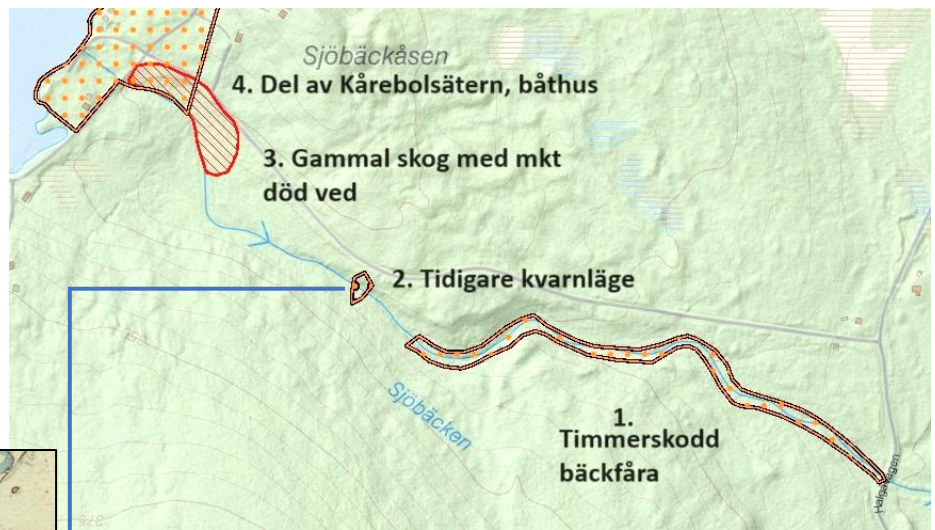 Sjöbäckåsen
4. Del av Kårebolsätern, båthus
3. Gammal skog med mkt
död ved
2. Tidigare kvarnläge
Sjöbäcken
1.
Timmerskodd
bäckfåra
375